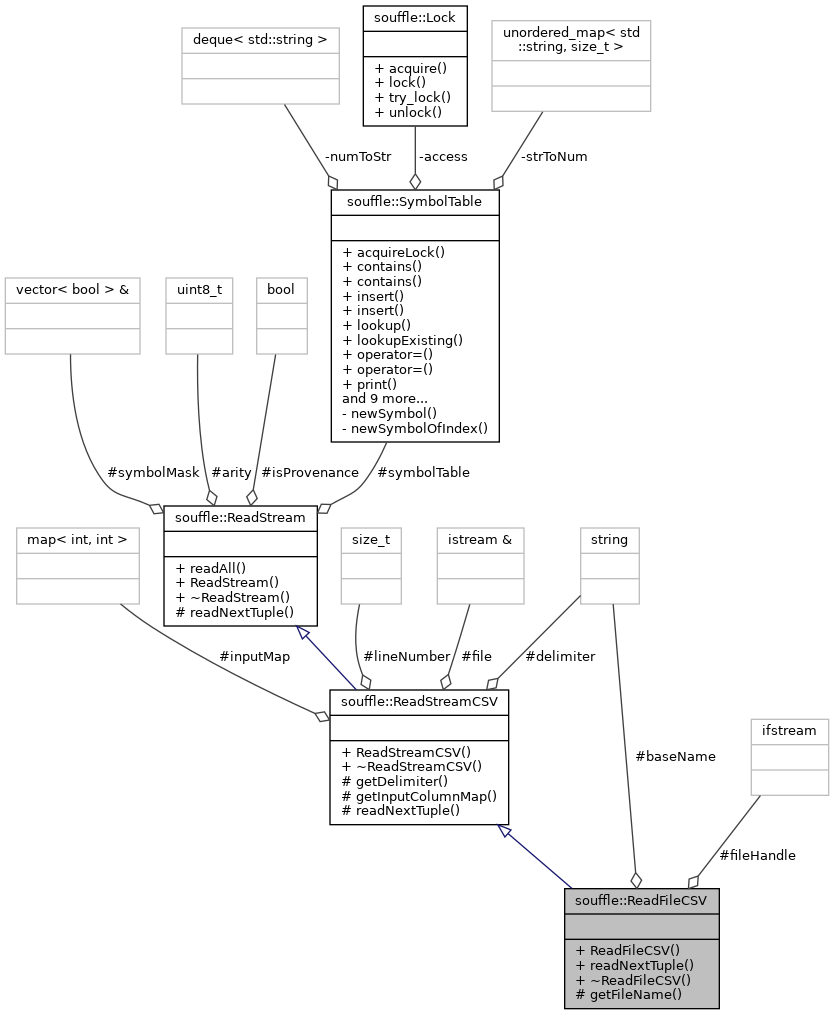 souffle::Lock
+ acquire()
+ lock()
+ try_lock()
+ unlock()
deque< std::string >
unordered_map< std
::string, size_t >
-numToStr
-access
-strToNum
souffle::SymbolTable
+ acquireLock()
+ contains()
+ contains()
+ insert()
+ insert()
+ lookup()
+ lookupExisting()
+ operator=()
+ operator=()
+ print()
and 9 more...
- newSymbol()
- newSymbolOfIndex()
vector< bool > &
uint8_t
bool
#symbolMask
#arity
#isProvenance
#symbolTable
souffle::ReadStream
+ readAll()
+ ReadStream()
+ ~ReadStream()
# readNextTuple()
map< int, int >
size_t
istream &
string
#inputMap
#lineNumber
#file
#delimiter
souffle::ReadStreamCSV
+ ReadStreamCSV()
+ ~ReadStreamCSV()
# getDelimiter()
# getInputColumnMap()
# readNextTuple()
ifstream
#baseName
#fileHandle
souffle::ReadFileCSV
+ ReadFileCSV()
+ readNextTuple()
+ ~ReadFileCSV()
# getFileName()